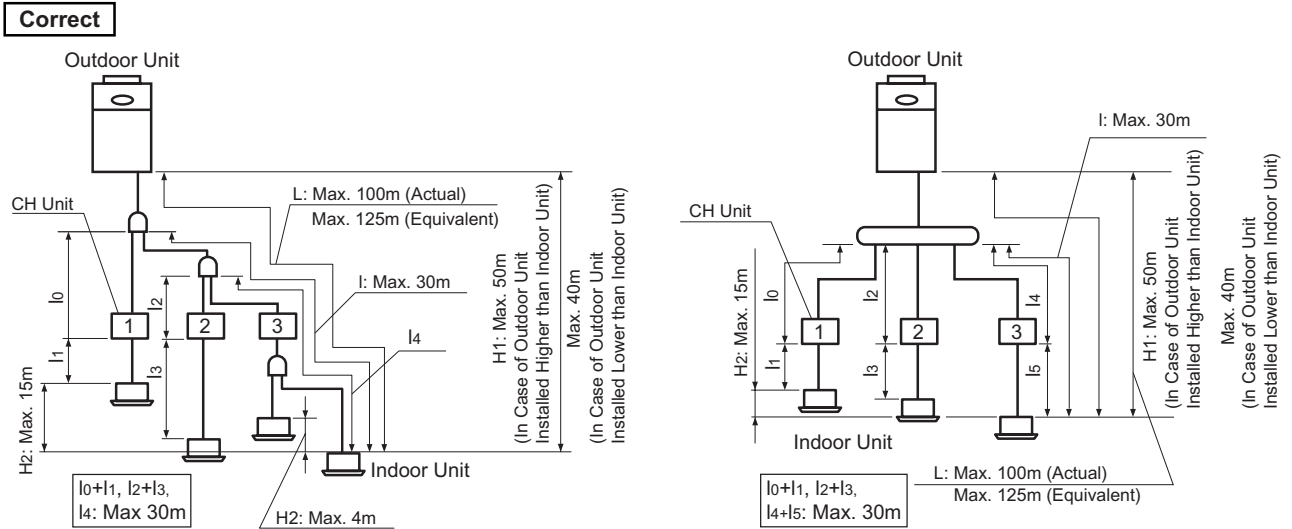 Correct
Outdoor Unit
CH Unit
L: Max. 100m (Actual)
Max. 125m (Equivalent)
l: Max. 30m
l4
l0
l1
l2
l3
1
2
3
H2: Max. 15m
H1: Max. 50m
(In Case of Outdoor Unit
Installed Higher than Indoor Unit)
Max. 40m
(In Case of Outdoor Unit
Installed Lower than Indoor Unit)
Indoor Unit
l0+l1, l2+l3,
l4: Max 30m
H2: Max. 4m
Outdoor Unit
l: Max. 30m
CH Unit
H2: Max. 15m
l0
l1
l2
l3
l4
l5
1
2
3
H1: Max. 50m
(In Case of Outdoor Unit
Installed Higher than Indoor Unit)
Max. 40m
(In Case of Outdoor Unit
Installed Lower than Indoor Unit)
Indoor Unit
l0+l1, l2+l3,
l4+l5: Max. 30m
L: Max. 100m (Actual)
Max. 125m (Equivalent)